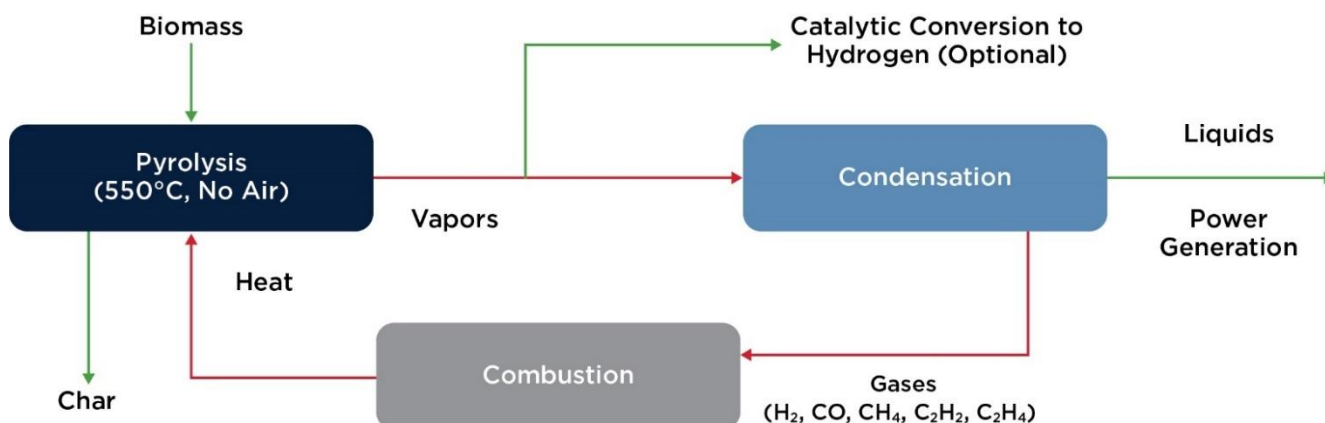 Biomass
Catalytic Conversion to
Hydrogen (Optional)
Pyrolysis
(550°C, No Air)
Vapors
Condensation
Liquids
Power
Generation
Heat
Combustion
Char
Gases
(H₂, CO, CH₄, C₂H₂, C₂H₄)